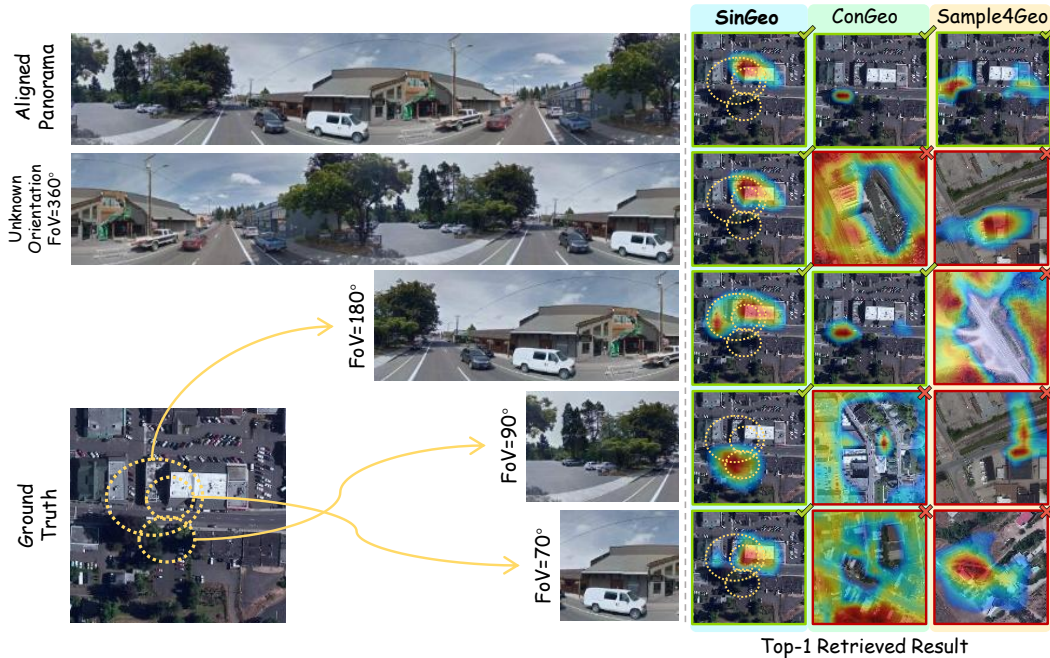 SinGeo ConGeo Sample4Geo
Aligned
Panorama
Unknown
Orientation
FoV=360°
FoV=180°
FoV=90°
FoV=70°
Ground
Truth
Top-1 Retrieved Result